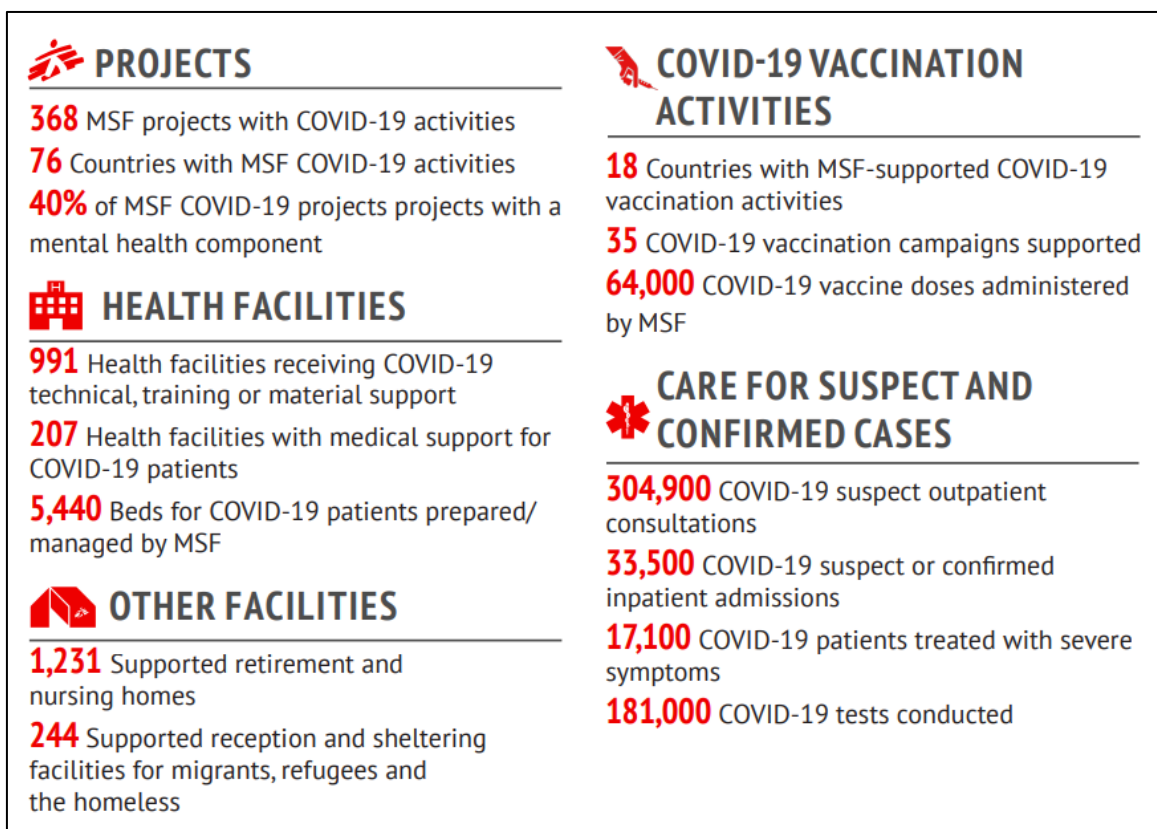 PROJECTS
368 MSF projects with COVID-19 activities
76 Countries with MSF COVID-19 activities
40% of MSF COVID-19 projects projects with a
mental health component
HEALTH FACILITIES
991 Health facilities receiving COVID-19
technical, training or material support
207 Health facilities with medical support for
COVID-19 patients
5,440 Beds for COVID-19 patients prepared/
managed by MSF
OTHER FACILITIES
1,231 Supported retirement and
nursing homes
244 Supported reception and sheltering
facilities for migrants, refugees and
the homeless
COVID-19 VACCINATION
ACTIVITIES
18 Countries with MSF-supported COVID-19
vaccination activities
35 COVID-19 vaccination campaigns supported
64,000 COVID-19 vaccine doses administered
by MSF
CARE FOR SUSPECT AND
CONFIRMED CASES
304,900 COVID-19 suspect outpatient
consultations
33,500 COVID-19 suspect or confirmed
inpatient admissions
17,100 COVID-19 patients treated with severe
symptoms
181,000 COVID-19 tests conducted